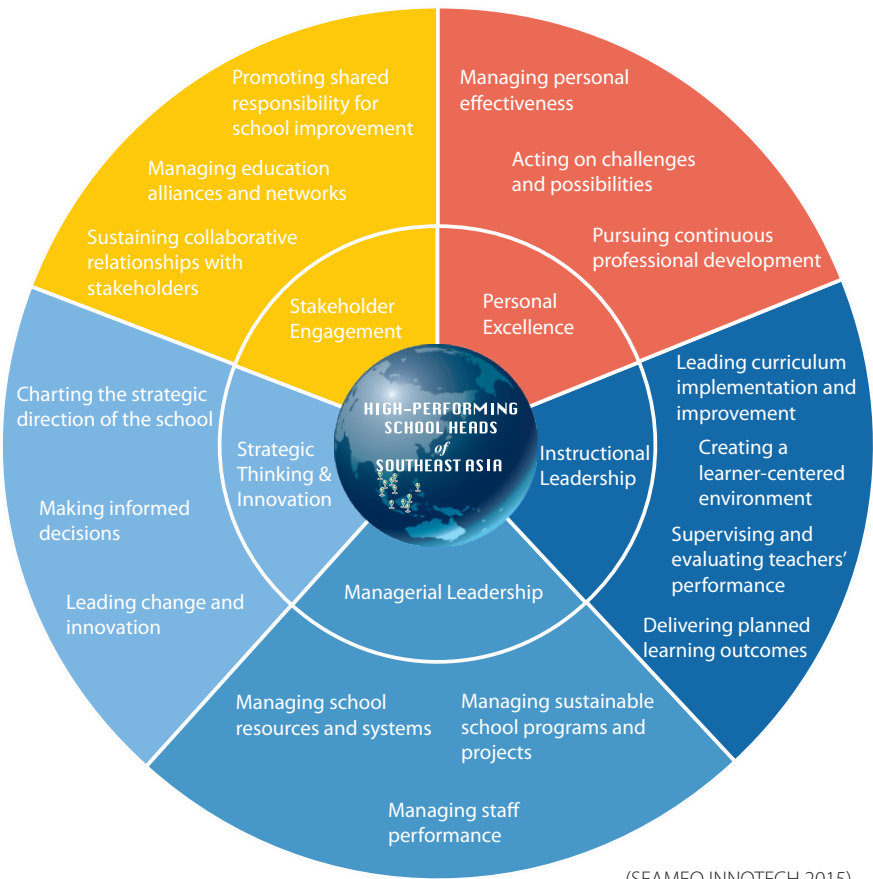 Promoting shared
responsibility for
school improvement
Managing education
alliances and networks
Sustaining collaborative
relationships with
stakeholders
Stakeholder
Engagement
Managing personal
effectiveness
Acting on challenges
and possibilities
Pursuing continuous
professional development
Personal
Excellence
Leading curriculum
implementation and
improvement
Creating a
learner-centered
environment
Supervising and
evaluating teachers’
performance
Delivering planned
learning outcomes
Instructional
Leadership
Managerial Leadership
Managing school
resources and systems
Managing sustainable
school programs and
projects
Managing staff
performance
Charting the strategic
direction of the school
Making informed
decisions
Leading change and
innovation
Strategic
Thinking &
Innovation
HIGH-PERFORMING
SCHOOL HEADS
of
SOUTHEAST ASIA
(SEAMEO INNOTECH 2015)